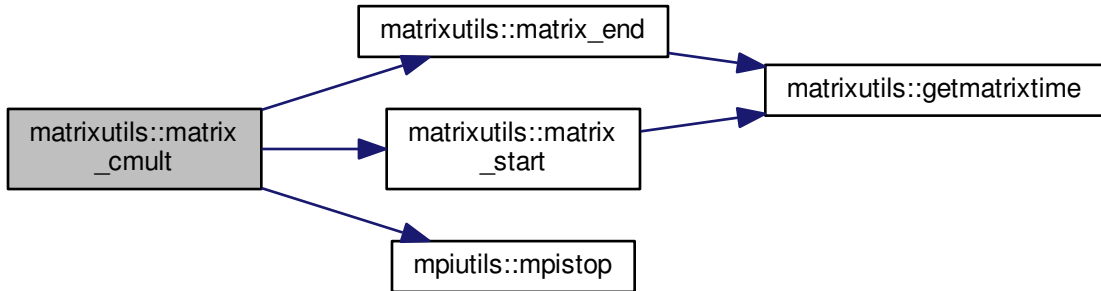 matrixutils::matrix_end
matrixutils::getmatrixtime
matrixutils::matrix
_cmult
matrixutils::matrix
_start
mpiutils::mpistop